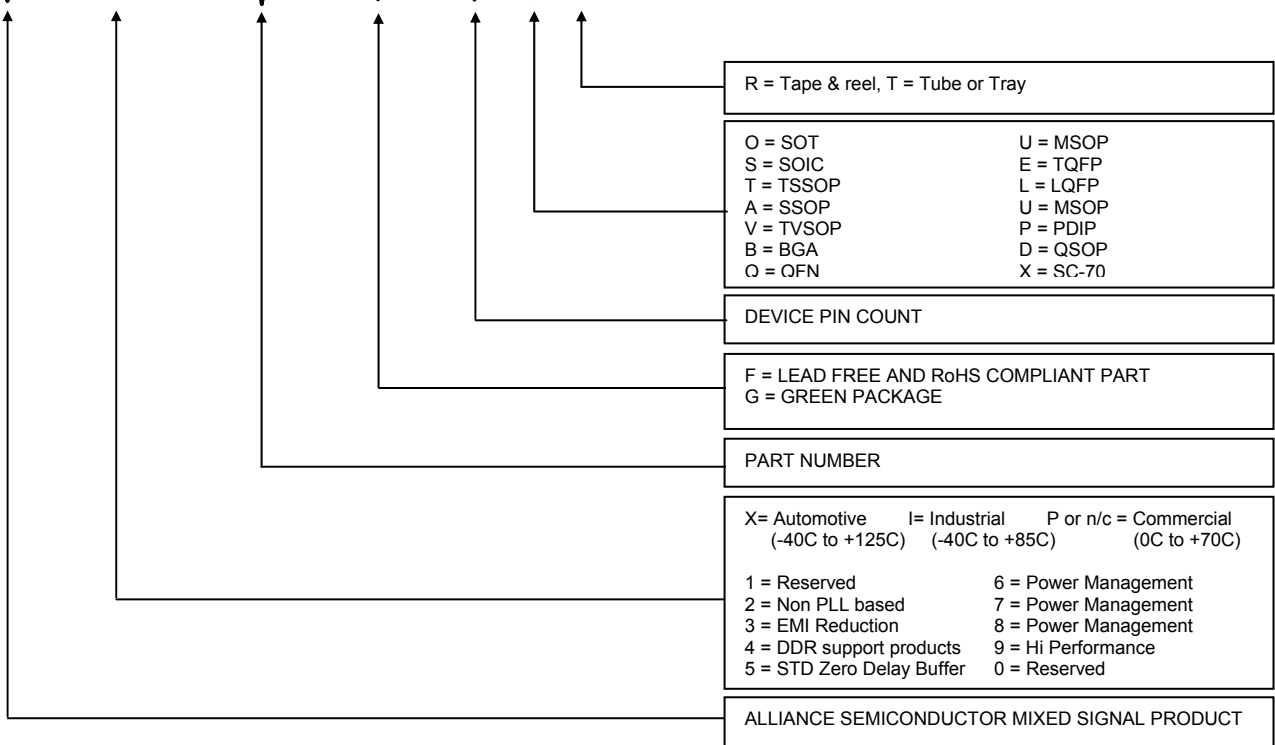 R = Tape & reel, T = Tube or Tray
O = SOT U = MSOP
S = SOIC E = TQFP
T = TSSOP L = LQFP
A = SSOP U = MSOP
V = TVSOP P = PDIP
B = BGA D = QSOP
Q = QFN X = SC-70
DEVICE PIN COUNT
F = LEAD FREE AND RoHS COMPLIANT PART
G = GREEN PACKAGE
PART NUMBER
X= Automotive I= Industrial P or n/c = Commercial
(-40C to +125C) (-40C to +85C) (0C to +70C)
1 = Reserved 6 = Power Management
2 = Non PLL based 7 = Power Management
3 = EMI Reduction 8 = Power Management
4 = DDR support products 9 = Hi Performance
5 = STD Zero Delay Buffer 0 = Reserved
ALLIANCE SEMICONDUCTOR MIXED SIGNAL PRODUCT